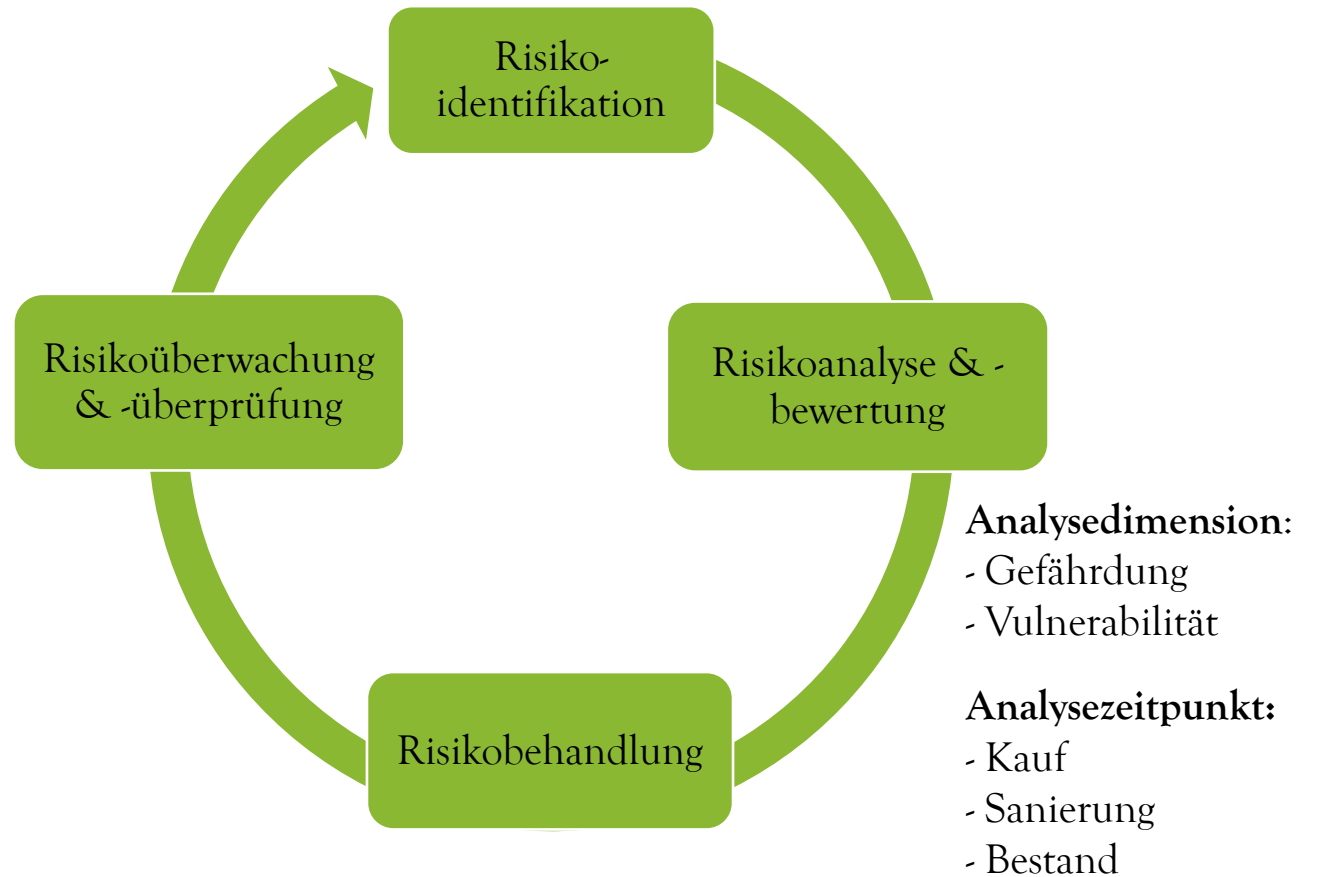 Risiko-
identifikation
Risikoüberwachung
& -überprüfung
Risikoanalyse & -
bewertung
Analysedimension:
- Gefährdung
- Vulnerabilität
Analysezeitpunkt:
- Kauf
- Sanierung
- Bestand
Risikobehandlung